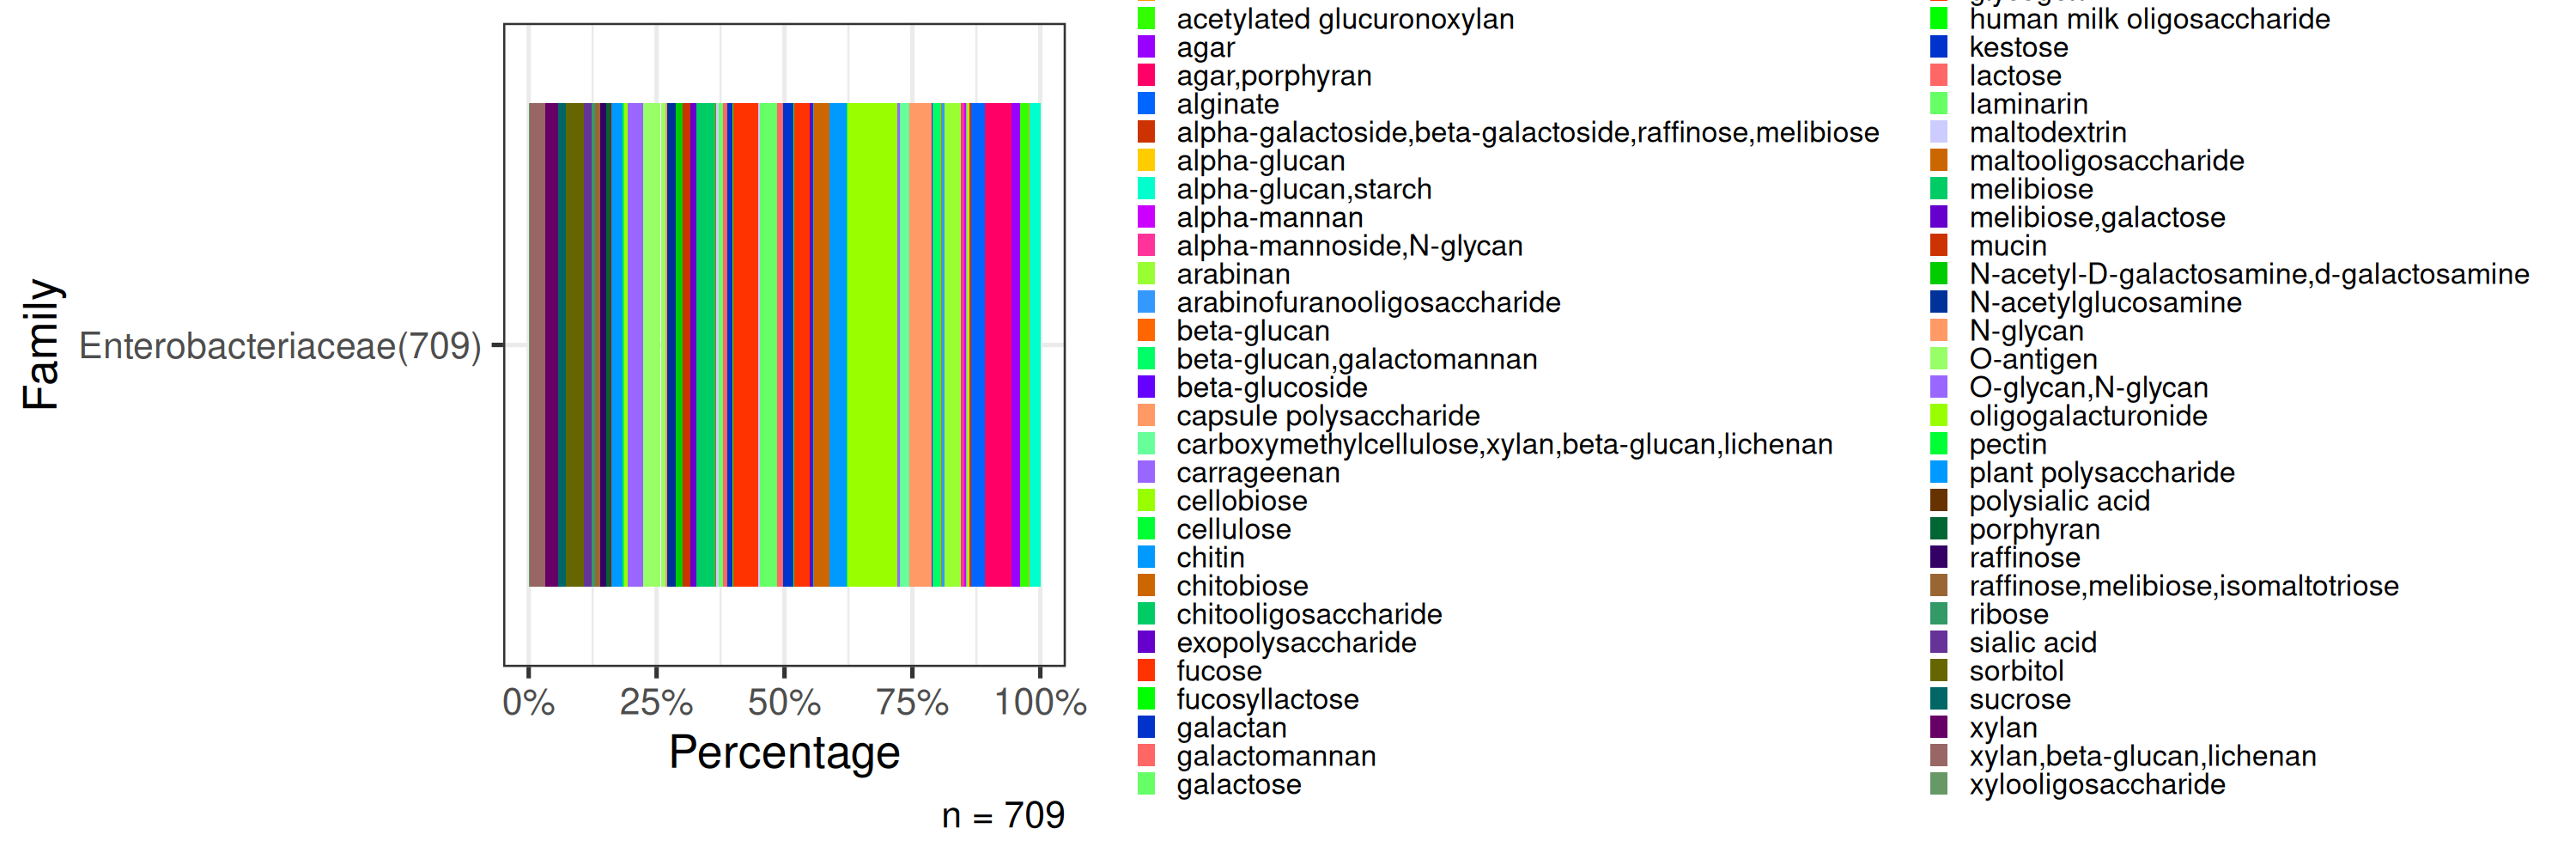 Family
Enterobacteriaceae(709)
0% 25% 50% 75% 100%
Percentage
n = 709
acetylated glucuronoxylan
agar
agar,porphyran
alginate
alpha-galactoside,beta-galactoside,raffinose,melibiose
alpha-glucan
alpha-glucan,starch
alpha-mannan
alpha-mannoside,N-glycan
arabinan
arabinofuranooligosaccharide
beta-glucan
beta-glucan,galactomannan
beta-glucoside
capsule polysaccharide
carboxymethylcellulose,xylan,beta-glucan,lichenan
carrageenan
cellobiose
cellulose
chitin
chitobiose
chitooligosaccharide
exopolysaccharide
fucose
fucosyllactose
galactan
galactomannan
galactose
human milk oligosaccharide
kestose
lactose
laminarin
maltodextrin
maltooligosaccharide
melibiose
melibiose,galactose
mucin
N-acetyl-D-galactosamine,d-galactosamine
N-acetylglucosamine
N-glycan
O-antigen
O-glycan,N-glycan
oligogalacturonide
pectin
plant polysaccharide
polysialic acid
porphyran
raffinose
raffinose,melibiose,isomaltotriose
ribose
sialic acid
sorbitol
sucrose
xylan
xylan,beta-glucan,lichenan
xylooligosaccharide